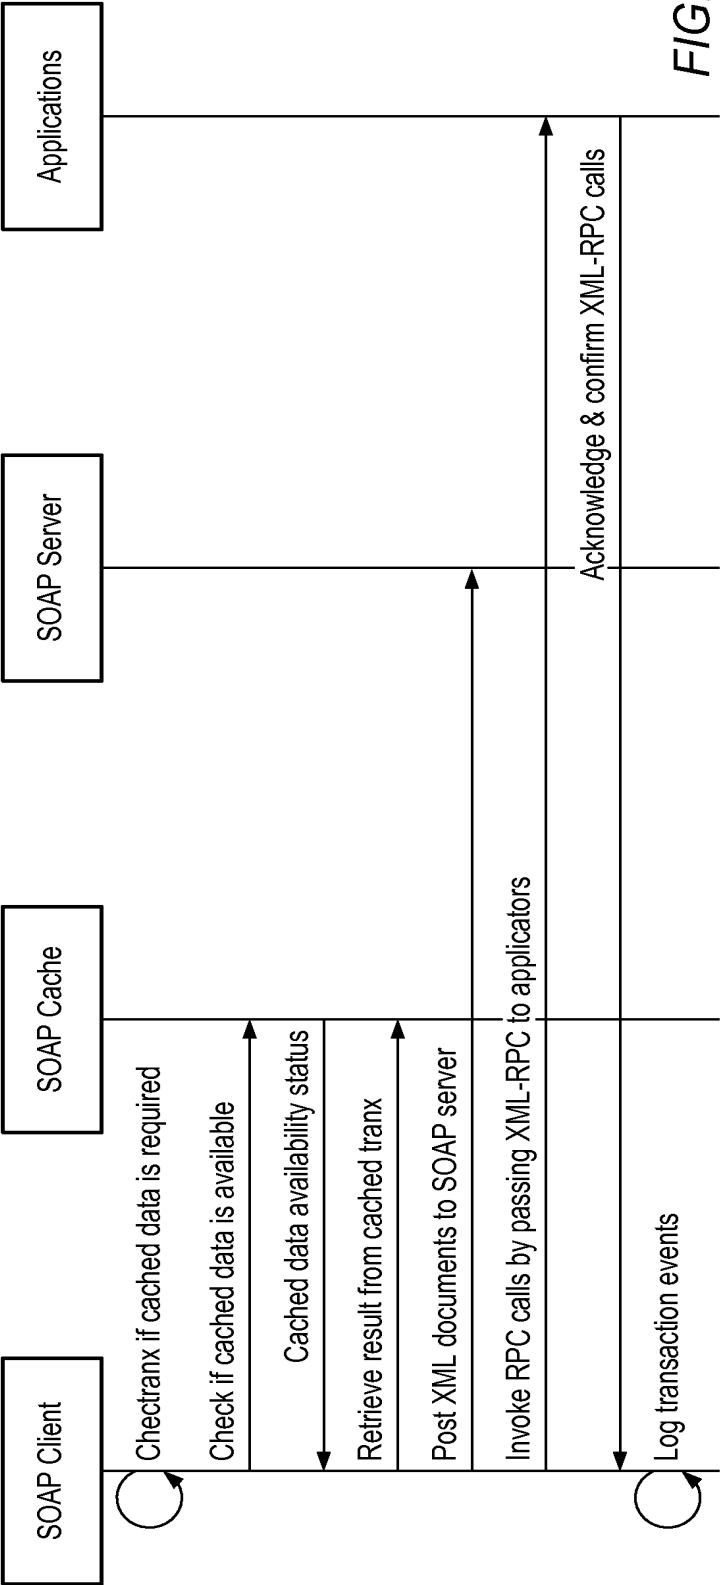 SOAP Client
SOAP Cache
SOAP Server
Applications
Chectranx if cached data is required
Check if cached data is available
Cached data availability status
Retrieve result from cached tranx
Post XML documents to SOAP server
Invoke RPC calls by passing XML-RPC to applicators
Acknowledge & confirm XML-RPC calls
Log transaction events
FIG.